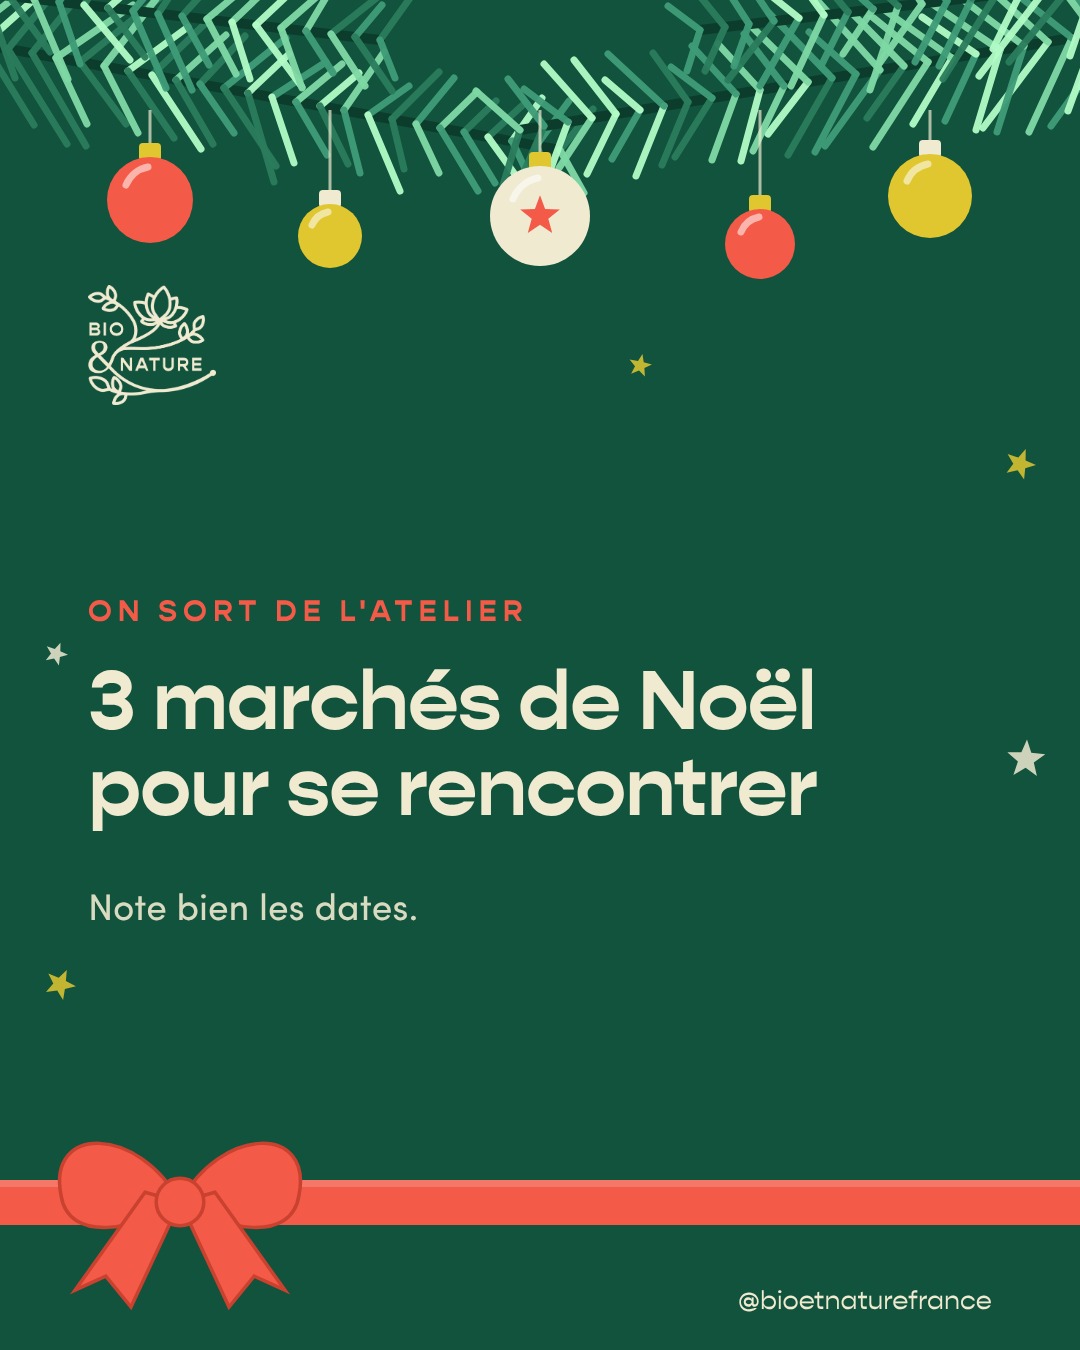 BIO
& NATURE
ON SORT DE L'ATELIER
3 marchés de Noël
pour se rencontrer
Note bien les dates.
@bioetnaturefrance